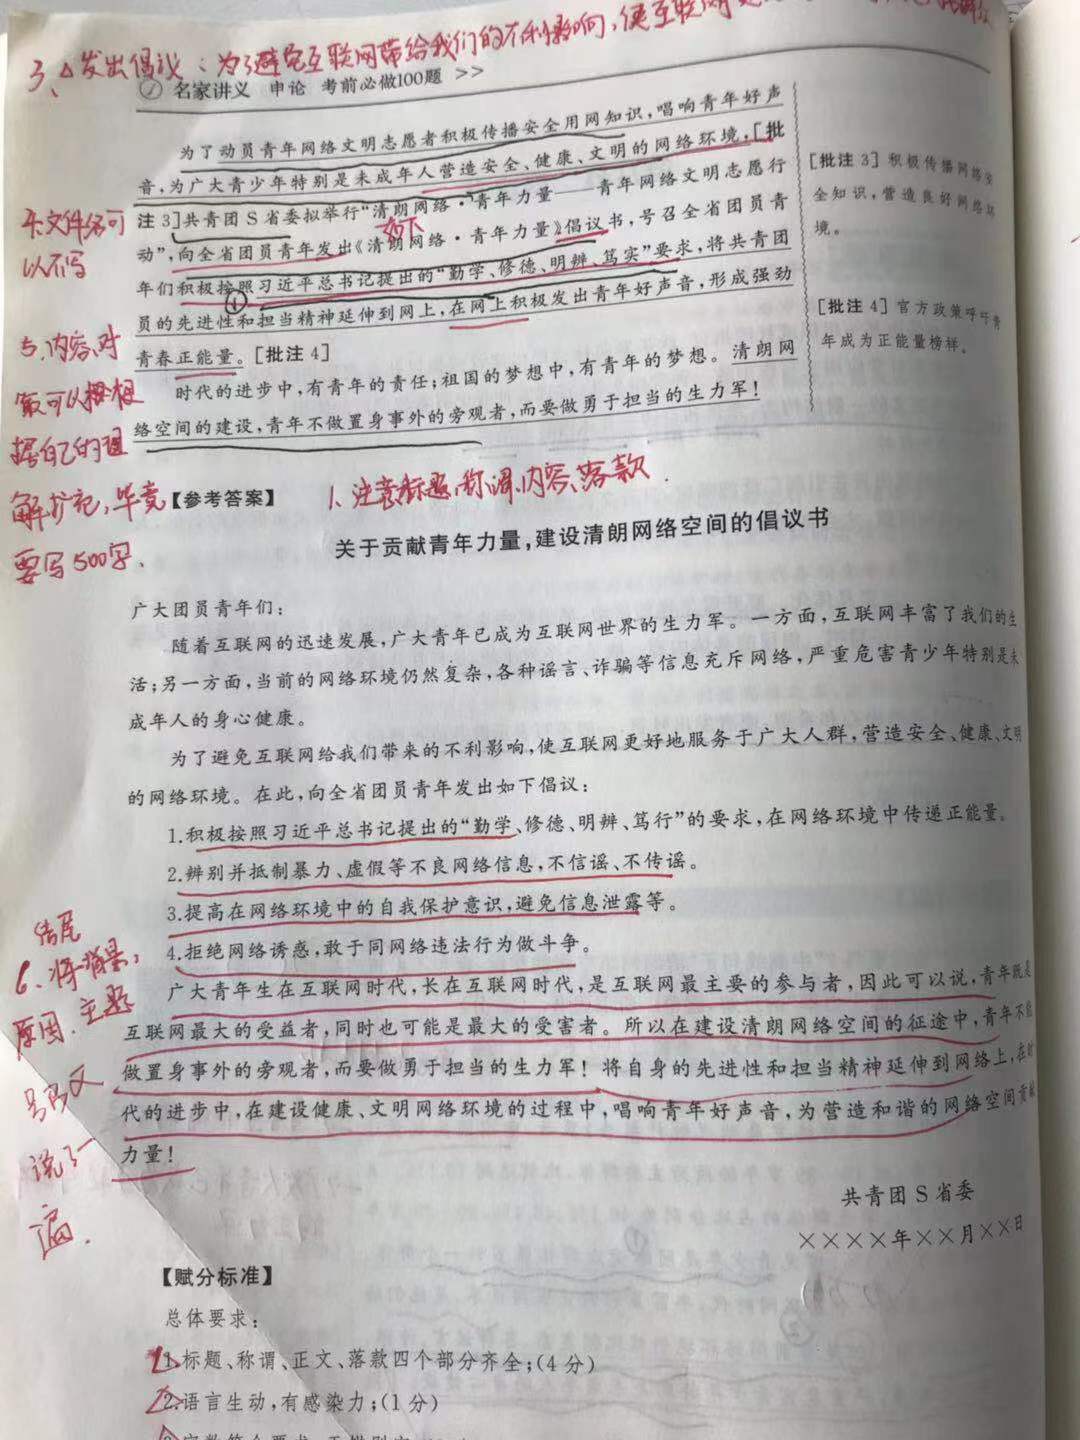 3、△发出倡议：为了避免互联网带给我们的不利影响，使互联网更
名家讲义 申论 考前必做100题 >>
为了动员青年网络文明志愿者积极传播安全用网知识，唱响青年好声
音，为广大青少年特别是未成年人营造安全、健康、文明的网络环境，[批
注3]共青团S省委拟举行“清朗网络·青年力量——青年网络文明志愿行
动”，向全省团员青年发出《清朗网络·青年力量》倡议书，号召全省团员青
如下
年们积极按照习近平总书记提出的“勤学、修德、明辨、笃实”要求，将共青团
①
员的先进性和担当精神延伸到网上，在网上积极发出青年好声音，形成强劲
青春正能量。[批注4]
时代的进步中，有青年的责任；祖国的梦想中，有青年的梦想。清朗网
络空间的建设，青年不做置身事外的旁观者，而要做勇于担当的生力军！
[批注3] 积极传播网络安
全知识，营造良好网络环
境。
[批注4] 官方政策呼吁青
年成为正能量榜样。
4.文件名可
以不写
5.内容、对
策可以根
据自己的理
解扩充，毕竟
要写500字、
【参考答案】
1.注意标题、称谓、内容、落款.
关于贡献青年力量，建设清朗网络空间的倡议书
广大团员青年们：
随着互联网的迅速发展，广大青年已成为互联网世界的生力军。一方面，互联网丰富了我们的生
活；另一方面，当前的网络环境仍然复杂，各种谣言、诈骗等信息充斥网络，严重危害青少年特别是未
成年人的身心健康。
为了避免互联网给我们带来的不利影响，使互联网更好地服务于广大人群，营造安全、健康、文明
的网络环境。在此，向全省团员青年发出如下倡议：
1.积极按照习近平总书记提出的“勤学、修德、明辨、笃行”的要求，在网络环境中传递正能量。
2.辨别并抵制暴力、虚假等不良网络信息，不信谣、不传谣。
3.提高在网络环境中的自我保护意识，避免信息泄露等。
4.拒绝网络诱惑，敢于同网络违法行为做斗争。
广大青年生在互联网时代，长在互联网时代，是互联网最主要的参与者，因此可以说，青年既是
互联网最大的受益者，同时也可能是最大的受害者。所以在建设清朗网络空间的征途中，青年不能
做置身事外的旁观者，而要做勇于担当的生力军！将自身的先进性和担当精神延伸到网络上，在时
代的进步中，在建设健康、文明网络环境的过程中，唱响青年好声音，为营造和谐的网络空间贡献
力量！
结尾
6、将背景，
原因、主题
号召又
说了一
遍.
共青团S省委
××××年××月××日
【赋分标准】
总体要求：
1.标题、称谓、正文、落款四个部分齐全；(4分)
2.语言生动，有感染力；(1分)